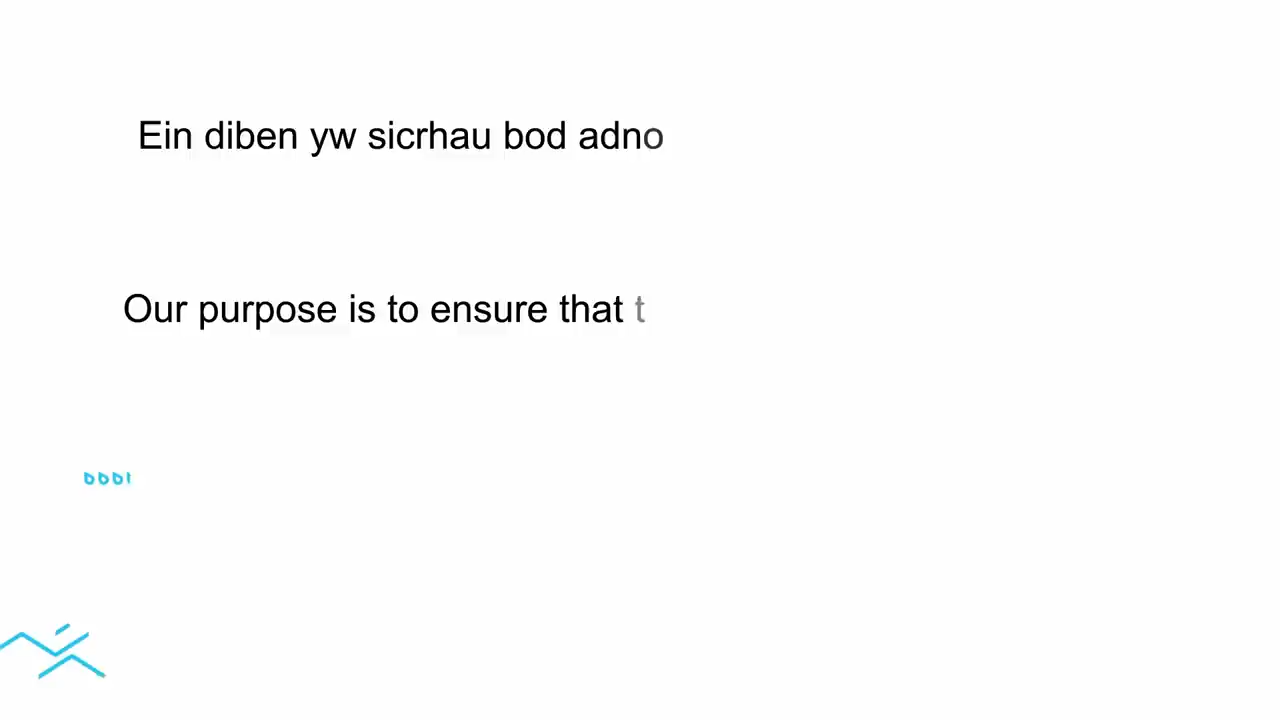 Ein diben yw sicrhau bod adno
Our purpose is to ensure that t